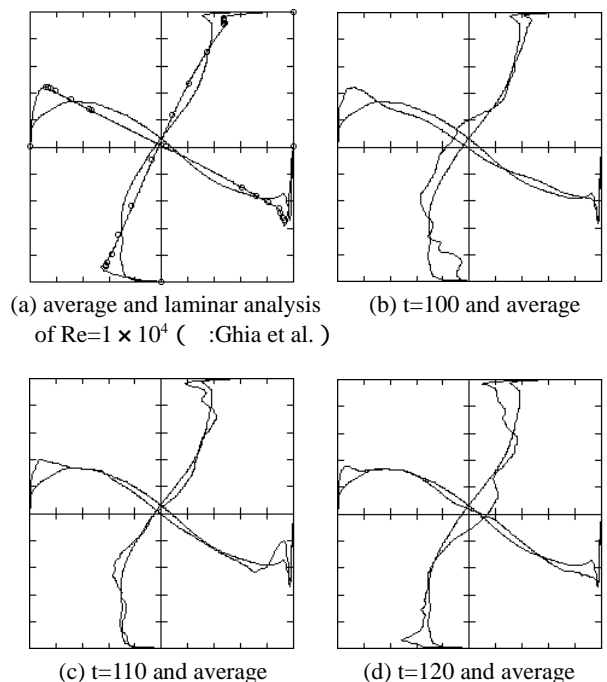 (a) average and laminar analysis
of Re=1 × 10⁴ ( :Ghia et al. )
(b) t=100 and average
(c) t=110 and average
(d) t=120 and average